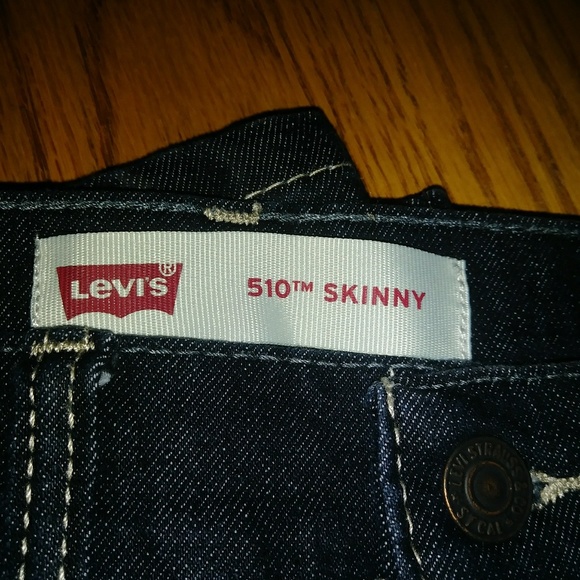 LEVI'S® 510™ SKINNY
LEVI STRAUSS & CO
S.F. CAL